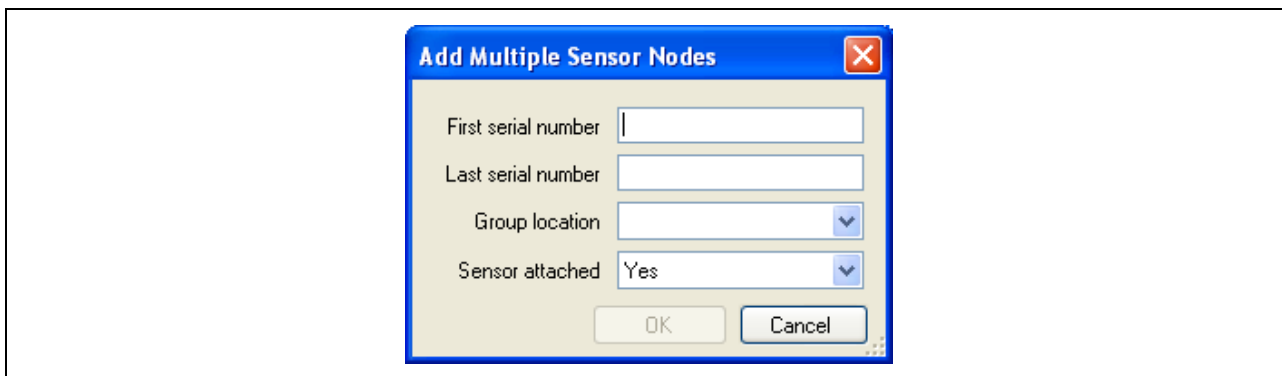 Add Multiple Sensor Nodes
First serial number
Last serial number
Group location
Sensor attached Yes
OK Cancel